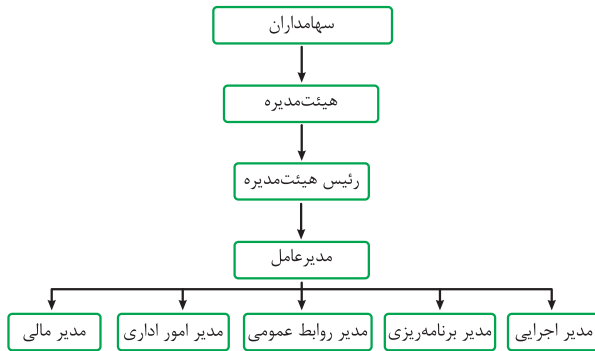 سهامداران
هیئت‌مدیره
رئیس هیئت‌مدیره
مدیرعامل
مدیر اجرایی
مدیر برنامه‌ریزی
مدیر روابط عمومی
مدیر امور اداری
مدیر مالی